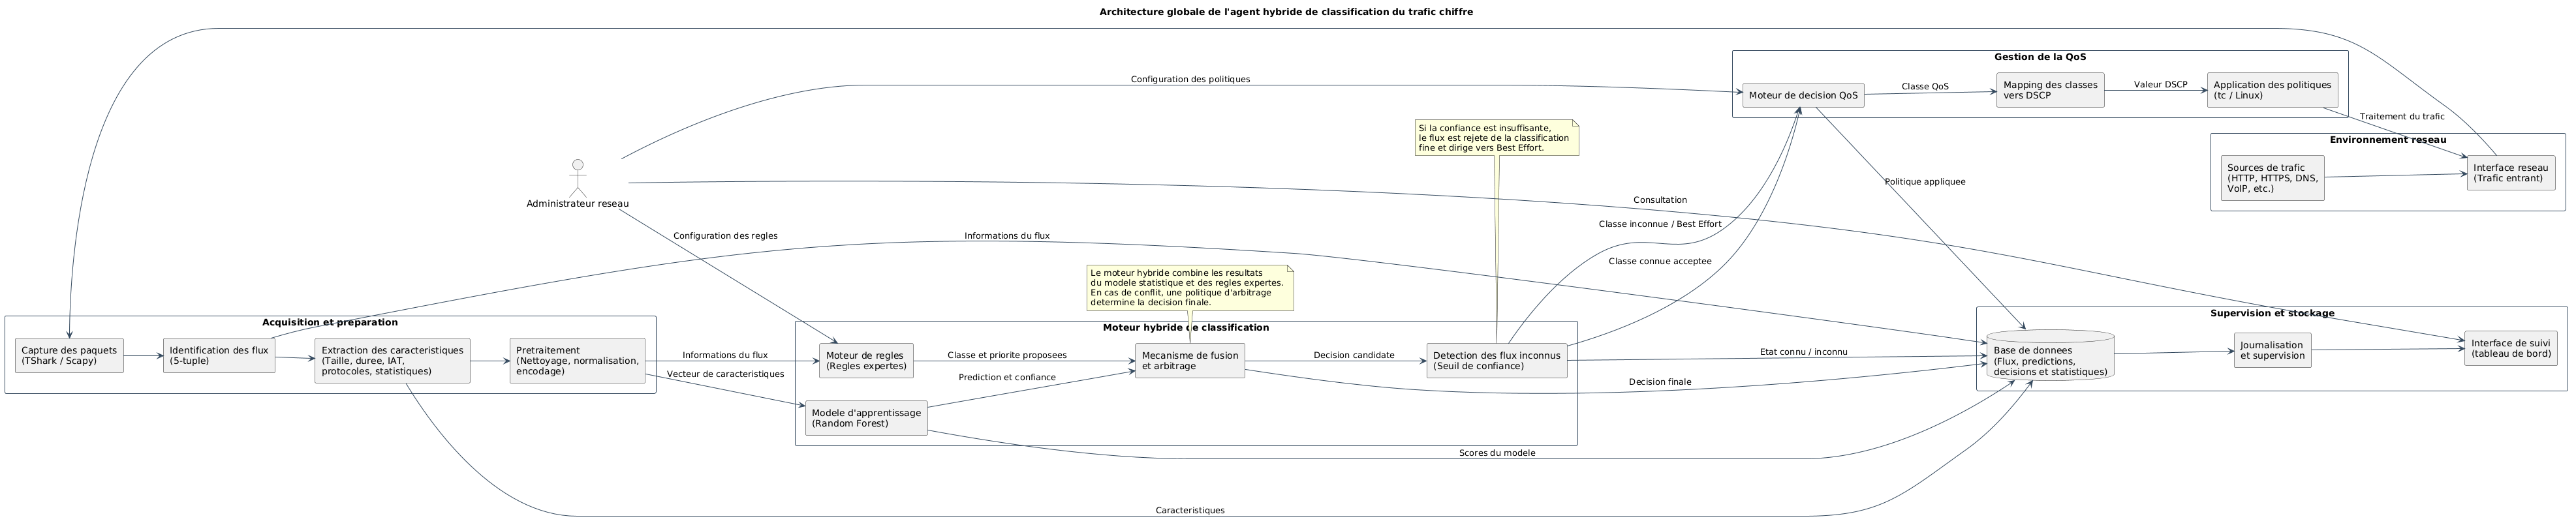 Architecture globale de l'agent hybride de classification du trafic chiffre
Gestion de la QoS
Moteur de decision QoS
Classe QoS
Mapping des classes
vers DSCP
Valeur DSCP
Application des politiques
(tc / Linux)
Configuration des politiques
Traitement du trafic
Environnement reseau
Sources de trafic
(HTTP, HTTPS, DNS,
VoIP, etc.)
Interface reseau
(Trafic entrant)
Si la confiance est insuffisante,
le flux est rejete de la classification
fine et dirige vers Best Effort.
Administrateur reseau
Politique appliquee
Consultation
Classe inconnue / Best Effort
Configuration des regles
Informations du flux
Classe connue acceptee
Le moteur hybride combine les resultats
du modele statistique et des regles expertes.
En cas de conflit, une politique d'arbitrage
determine la decision finale.
Acquisition et preparation
Capture des paquets
(TShark / Scapy)
Identification des flux
(5-tuple)
Extraction des caracteristiques
(Taille, duree, IAT,
protocoles, statistiques)
Pretraitement
(Nettoyage, normalisation,
encodage)
Informations du flux
Vecteur de caracteristiques
Moteur hybride de classification
Moteur de regles
(Regles expertes)
Classe et priorite proposees
Prediction et confiance
Modele d'apprentissage
(Random Forest)
Mecanisme de fusion
et arbitrage
Decision candidate
Detection des flux inconnus
(Seuil de confiance)
Etat connu / inconnu
Decision finale
Supervision et stockage
Base de donnees
(Flux, predictions,
decisions et statistiques)
Journalisation
et supervision
Interface de suivi
(tableau de bord)
Scores du modele
Caracteristiques